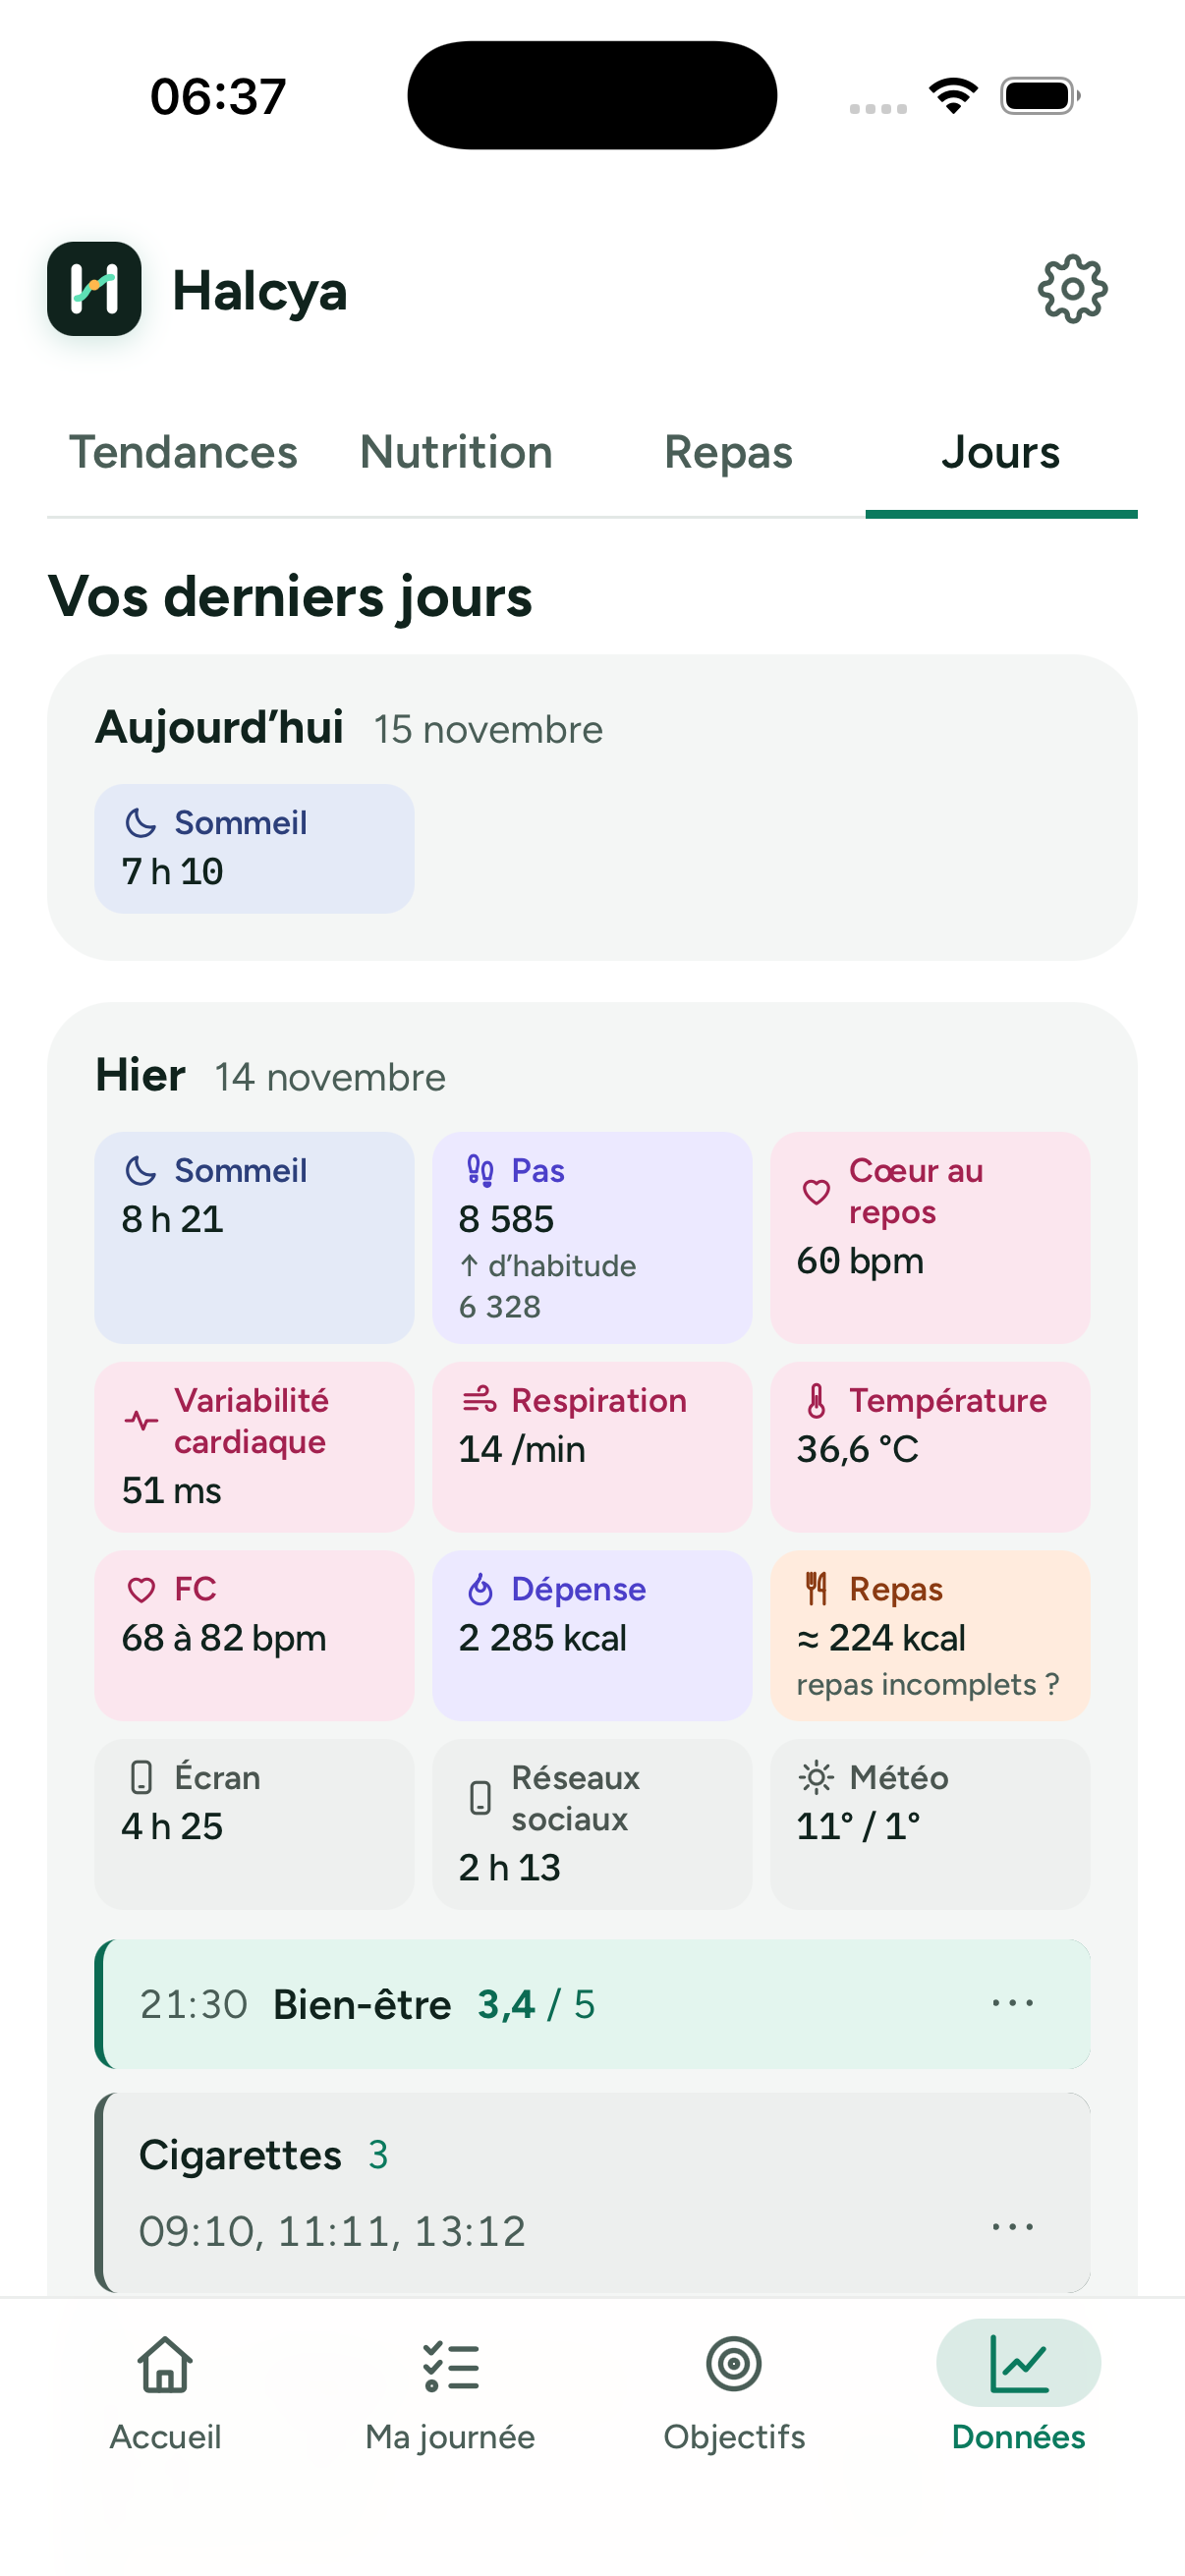 06:37
Halcya
Tendances Nutrition Repas Jours
Vos derniers jours
Aujourd’hui 15 novembre
Sommeil
7 h 10
Hier 14 novembre
Sommeil
8 h 21
Pas
8 585
↑ d’habitude
6 328
Cœur au
repos
60 bpm
Variabilité
cardiaque
51 ms
Respiration
14 /min
Température
36,6 °C
FC
68 à 82 bpm
Dépense
2 285 kcal
Repas
≈ 224 kcal
repas incomplets ?
Écran
4 h 25
Réseaux
sociaux
2 h 13
Météo
11° / 1°
21:30 Bien-être 3,4 / 5 ...
Cigarettes 3
09:10, 11:11, 13:12 ...
Accueil Ma journée Objectifs Données